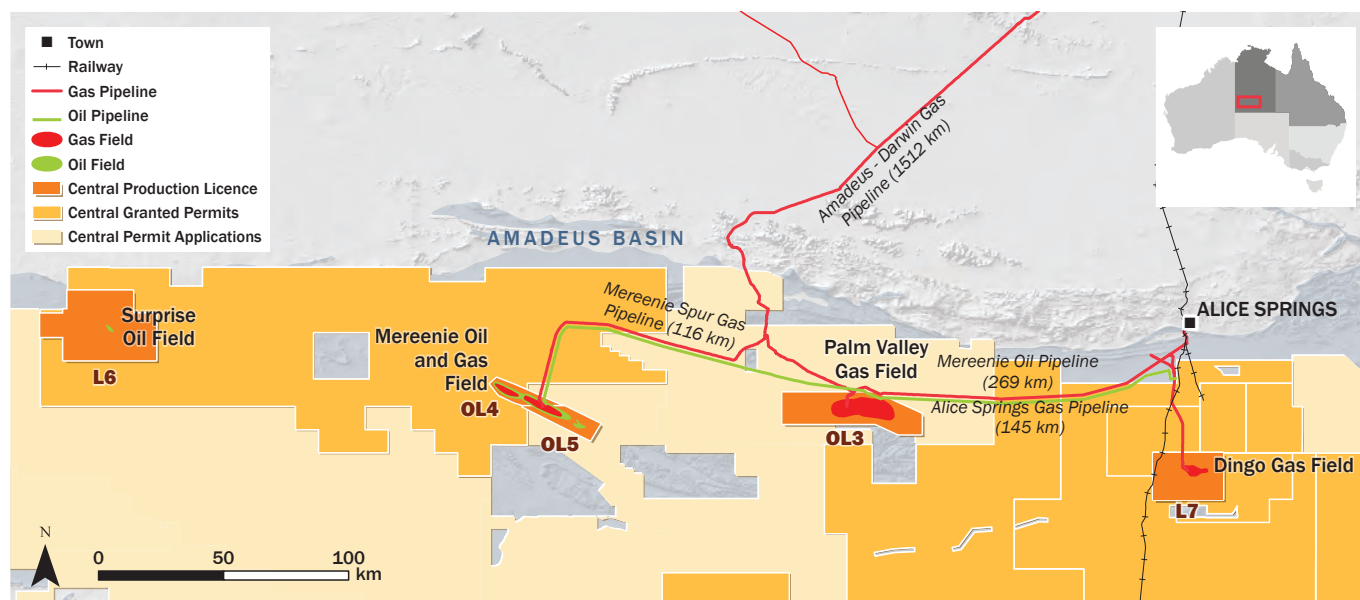 Town
Railway
Gas Pipeline
Oil Pipeline
Gas Field
Oil Field
Central Production Licence
Central Granted Permits
Central Permit Applications
AMADEUS BASIN
Amadeus - Darwin Gas
Pipeline (1512 km)
ALICE SPRINGS
Surprise
Oil Field
L6
Mereenie Oil
and Gas
Field
OL4
OL5
Mereenie Spur Gas
Pipeline (116 km)
Palm Valley
Gas Field
OL3
Mereenie Oil Pipeline
(269 km)
Alice Springs Gas Pipeline
(145 km)
Dingo Gas Field
L7
N
0 50 100
km